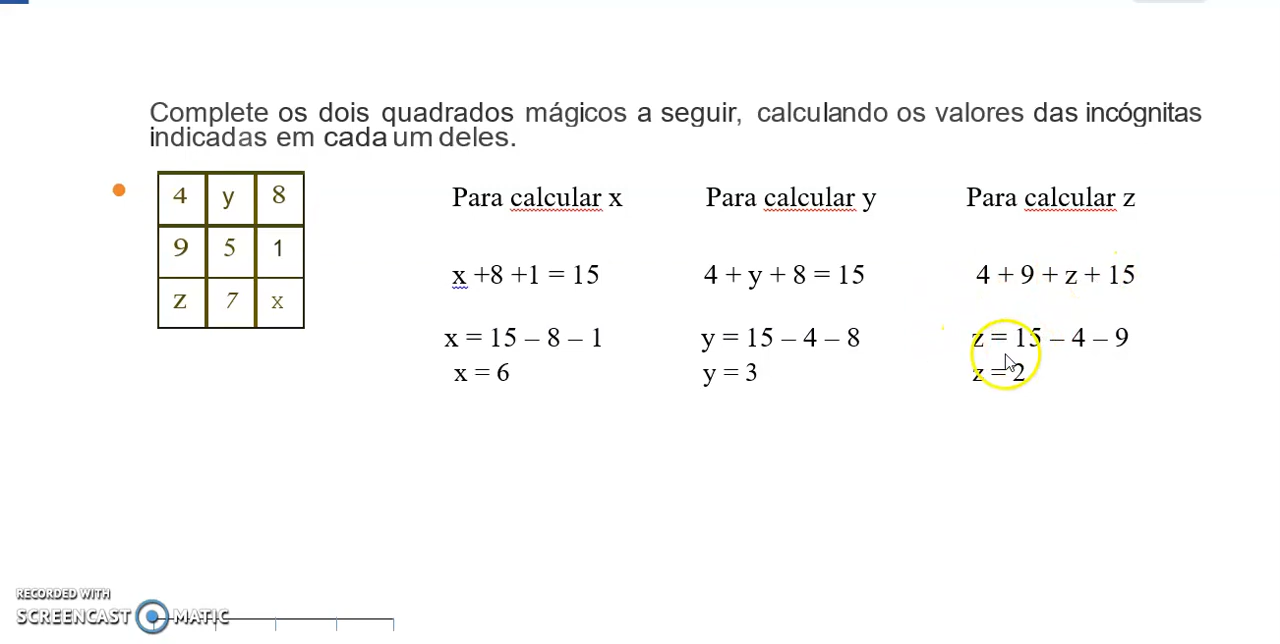 Complete os dois quadrados mágicos a seguir, calculando os valores das incógnitas
indicadas em cada um deles.
4 y 8
9 5 1
z 7 x
Para calcular x
x +8 +1 = 15
x = 15 – 8 – 1
x = 6
Para calcular y
4 + y + 8 = 15
y = 15 – 4 – 8
y = 3
Para calcular z
4 + 9 + z + 15
z = 15 – 4 – 9
z = 2
RECORDED WITH
SCREENCAST MATIC